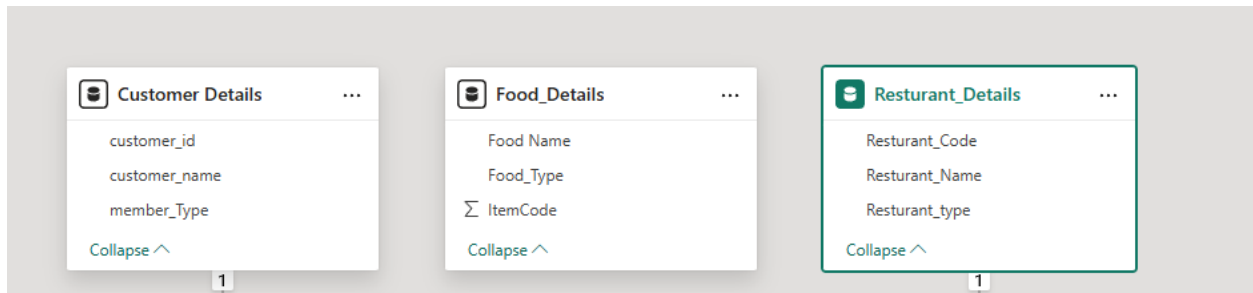 Customer Details ...
customer_id
customer_name
member_Type
Collapse
1
Food_Details ...
Food Name
Food_Type
Σ ItemCode
Collapse
Resturant_Details ...
Resturant_Code
Resturant_Name
Resturant_type
Collapse
1